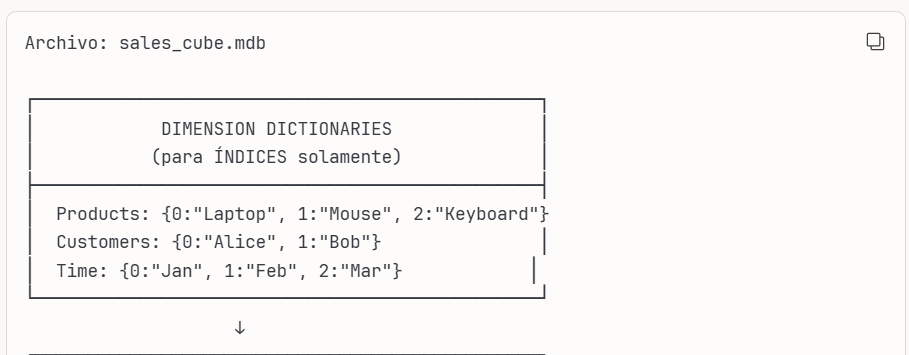 Archivo: sales_cube.mdb
DIMENSION DICTIONARIES
(para ÍNDICES solamente)
Products: {0:"Laptop", 1:"Mouse", 2:"Keyboard"}
Customers: {0:"Alice", 1:"Bob"}
Time: {0:"Jan", 1:"Feb", 2:"Mar"}
↓